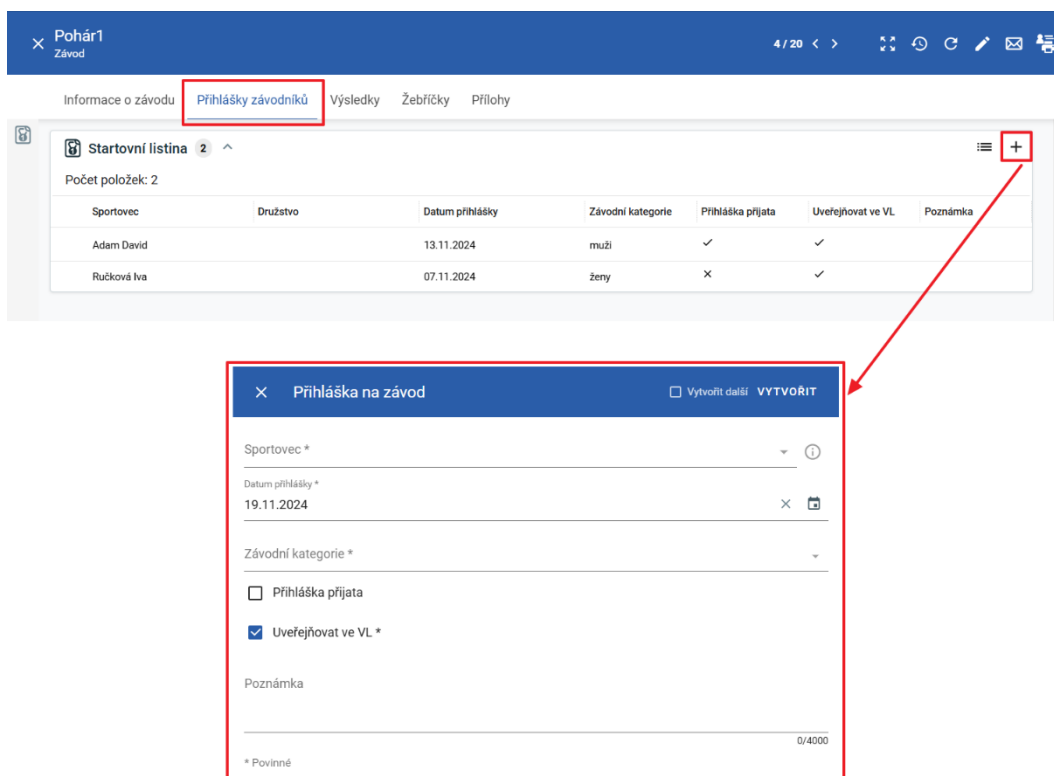 Pohár1
Závod
4 / 20
Informace o závodu Přihlášky závodníků Výsledky Žebříčky Přílohy
Startovní listina 2
Počet položek: 2
Sportovec Družstvo Datum přihlášky Závodní kategorie Přihláška přijata Uveřejňovat ve VL Poznámka
Adam David 13.11.2024 muži
Ručková Iva 07.11.2024 ženy
Přihláška na závod Vytvořit další VYTVOŘIT
Sportovec *
Datum přihlášky *
19.11.2024
Závodní kategorie *
Přihláška přijata
Uveřejňovat ve VL *
Poznámka
0/4000
* Povinné